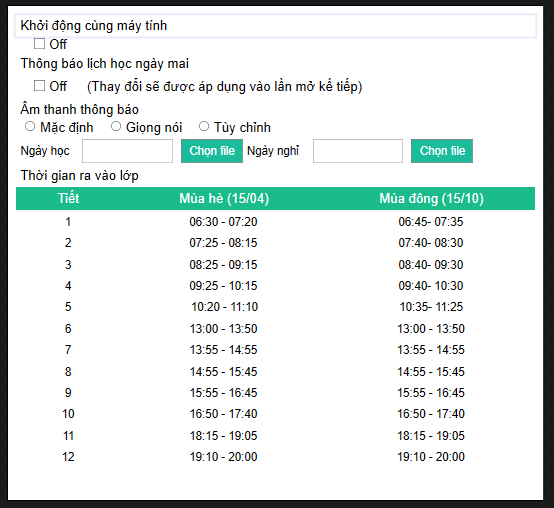 Khởi động cùng máy tính
Off
Thông báo lịch học ngày mai
Off (Thay đổi sẽ được áp dụng vào lần mở kế tiếp)
Âm thanh thông báo
Mặc định Giọng nói Tùy chỉnh
Ngày học Chọn file Ngày nghỉ Chọn file
Thời gian ra vào lớp
Tiết Mùa hè (15/04) Mùa đông (15/10)
1 06:30 - 07:20 06:45- 07:35
2 07:25 - 08:15 07:40- 08:30
3 08:25 - 09:15 08:40- 09:30
4 09:25 - 10:15 09:40- 10:30
5 10:20 - 11:10 10:35- 11:25
6 13:00 - 13:50 13:00 - 13:50
7 13:55 - 14:55 13:55 - 14:55
8 14:55 - 15:45 14:55 - 15:45
9 15:55 - 16:45 15:55 - 16:45
10 16:50 - 17:40 16:50 - 17:40
11 18:15 - 19:05 18:15 - 19:05
12 19:10 - 20:00 19:10 - 20:00